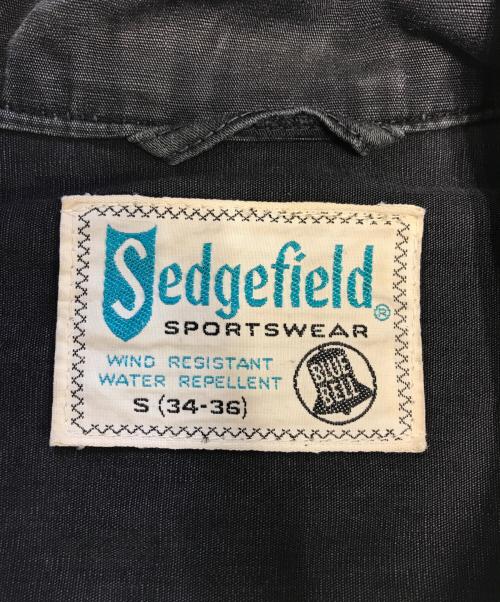 Sedgefield®
SPORTSWEAR
WIND RESISTANT
WATER REPELLENT
S (34-36)
BLUE
BELL